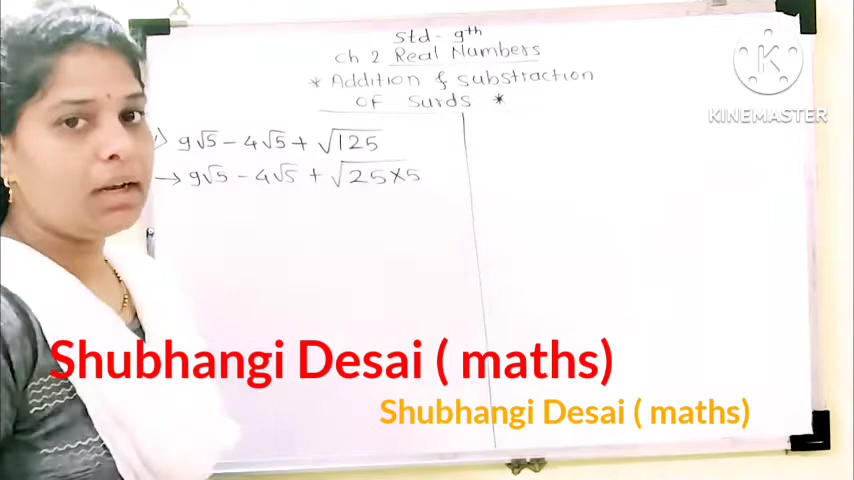 Std - 9th
Ch 2 Real Numbers
* Addition & substraction
of surds *
1) 9√5 - 4√5 + √125
→ 9√5 - 4√5 + √25×5
K
KINEMASTER
Shubhangi Desai ( maths)
Shubhangi Desai ( maths)